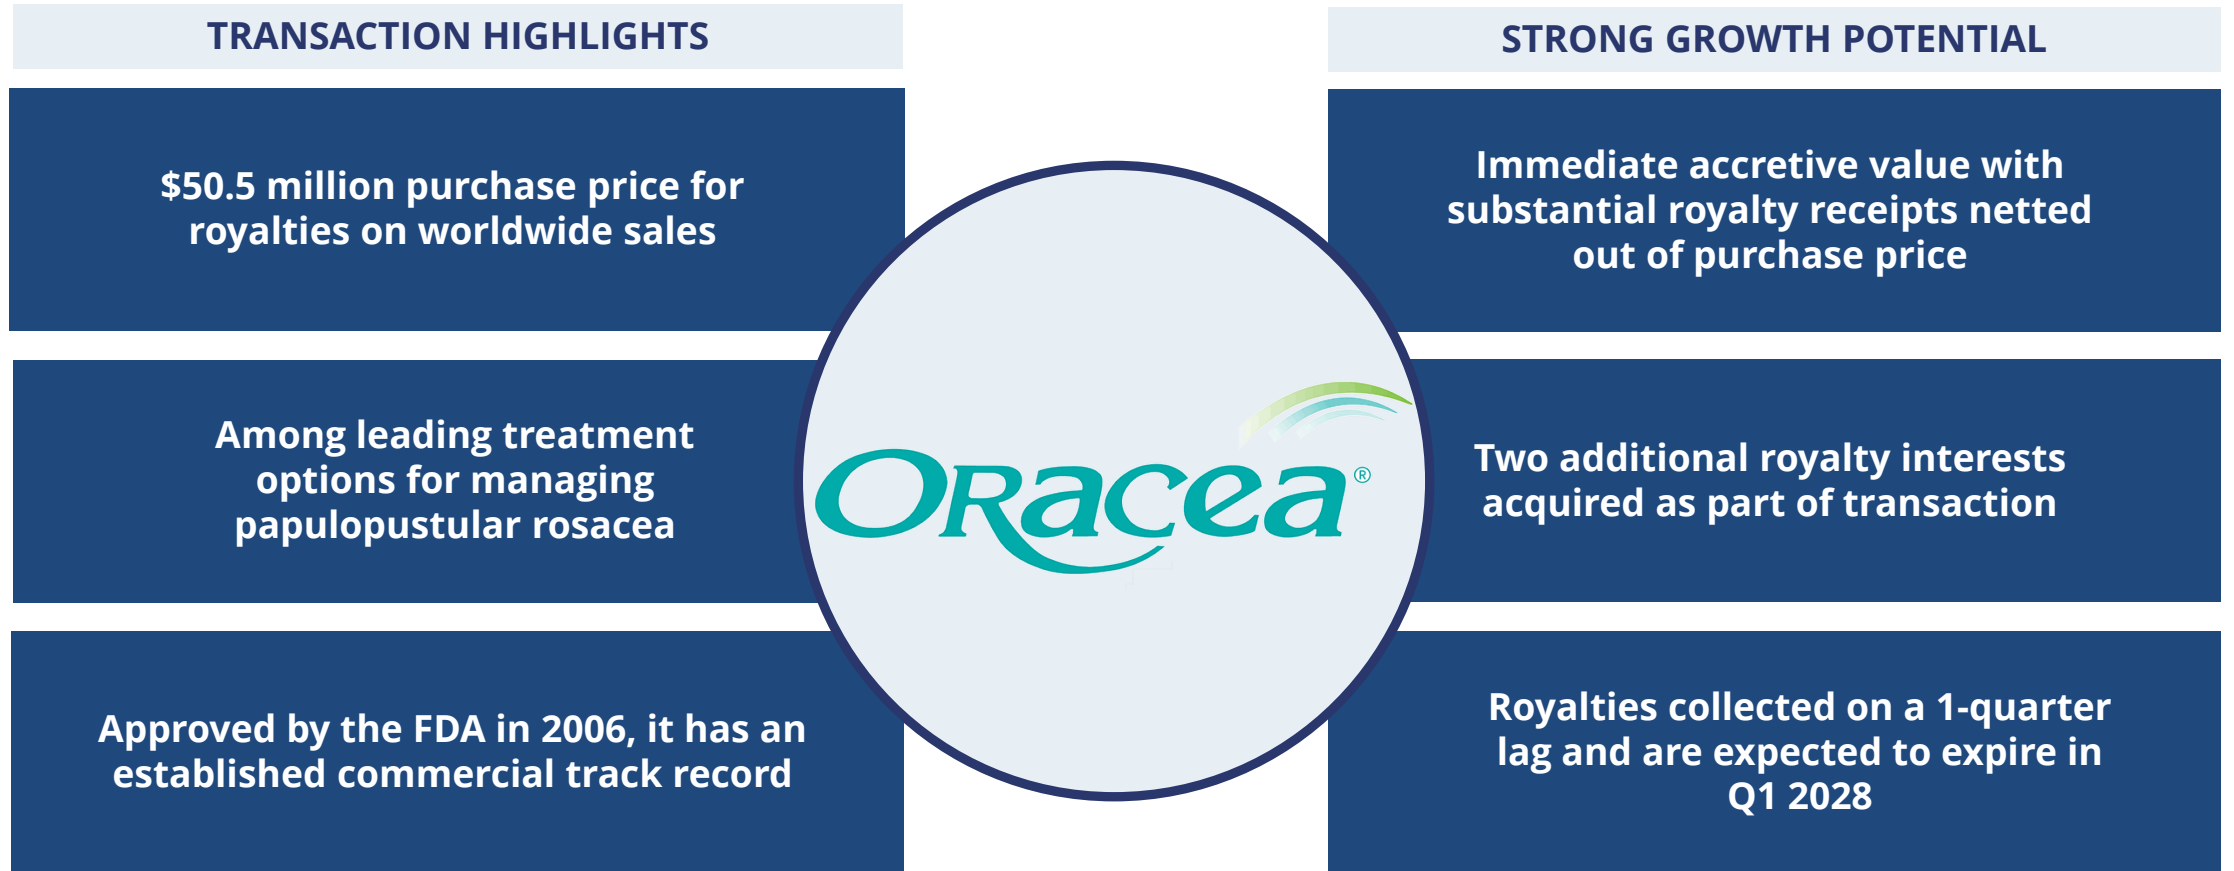 TRANSACTION HIGHLIGHTS
$50.5 million purchase price for
royalties on worldwide sales
Among leading treatment
options for managing
papulopustular rosacea
Approved by the FDA in 2006, it has an
established commercial track record
ORacea®
STRONG GROWTH POTENTIAL
Immediate accretive value with
substantial royalty receipts netted
out of purchase price
Two additional royalty interests
acquired as part of transaction
Royalties collected on a 1-quarter
lag and are expected to expire in
Q1 2028